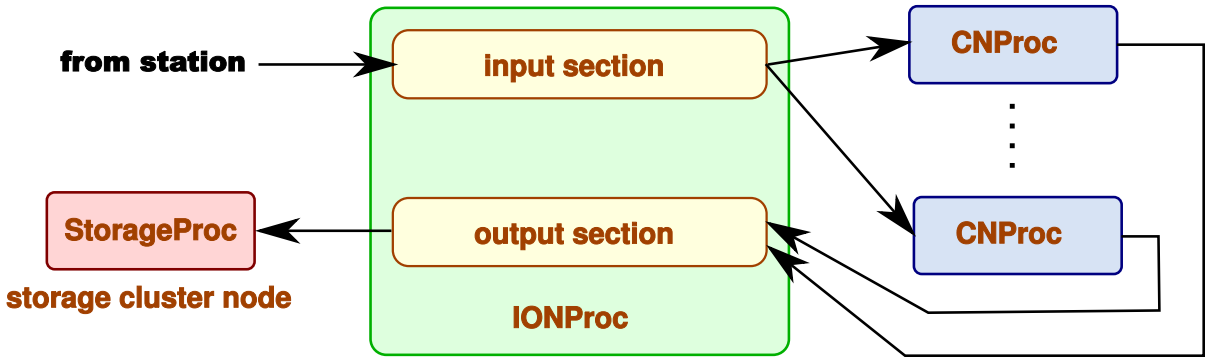 from station
input section
CNProc
StorageProc
output section
CNProc
storage cluster node
IONProc